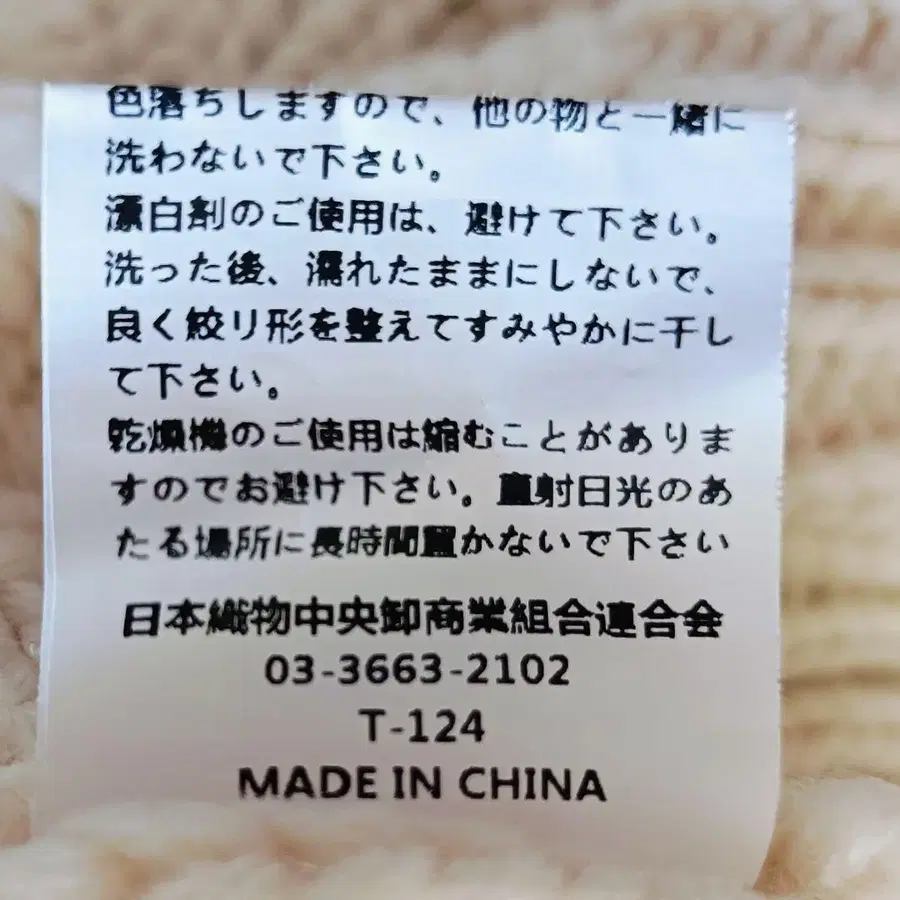 色落ちしますので、他の物と一緒に
洗わないで下さい。
漂白剤のご使用は、避けて下さい。
洗った後、濡れたままにしないで、
良く絞り形を整えてすみやかに干し
て下さい。
乾燥機のご使用は縮むことがありま
すのでお避け下さい。直射日光のあ
たる場所に長時間置かないで下さい
日本織物中央卸商業組合連合会
03-3663-2102
T-124
MADE IN CHINA